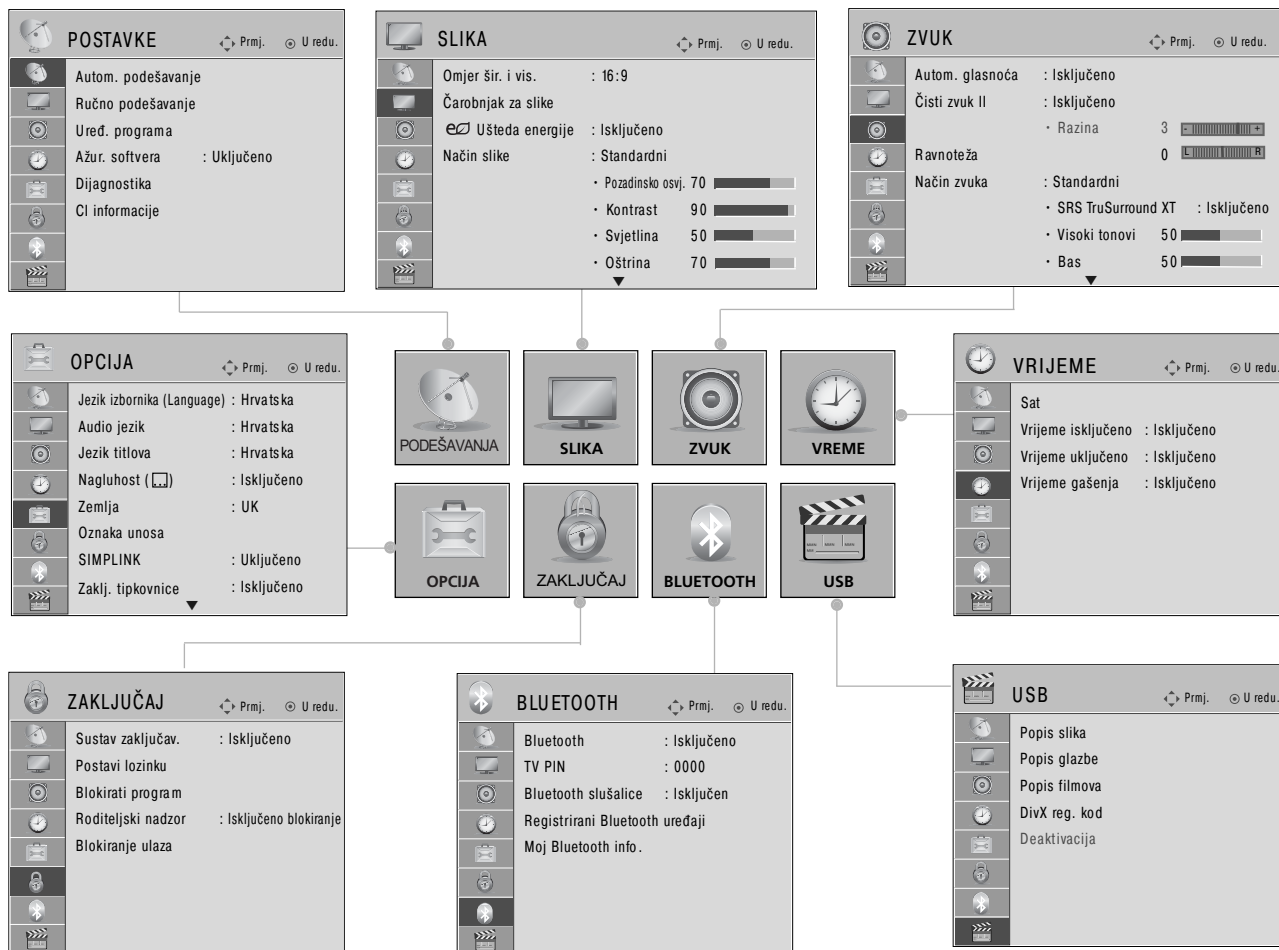 POSTAVKE
Prmj.
U redu.
Autom. podešavanje
Ručno podešavanje
Uređ. programa
Ažur. softvera : Uključeno
Dijagnostika
CI informacije
SLIKA
Prmj.
U redu.
Omjer šir. i vis. : 16:9
Čarobnjak za slike
Ušteda energije : Isključeno
Način slike : Standardni
• Pozadinsko osvj. 70
• Kontrast 90
• Svjetlina 50
• Oštrina 70
ZVUK
Prmj.
U redu.
Autom. glasnoća : Isključeno
Čisti zvuk II : Isključeno
• Razina 3 - +
Ravnoteža 0 L R
Način zvuka : Standardni
• SRS TruSurround XT : Isključeno
• Visoki tonovi 50
• Bas 50
OPCIJA
Prmj.
U redu.
Jezik izbornika (Language) : Hrvatska
Audio jezik : Hrvatska
Jezik titlova : Hrvatska
Nagluhost ( ) : Isključeno
Zemlja : UK
Oznaka unosa
SIMPLINK : Uključeno
Zaklj. tipkovnice : Isključeno
PODEŠAVANJA
SLIKA
ZVUK
VREME
OPCIJA
ZAKLJUČAJ
BLUETOOTH
USB
VRIJEME
Prmj.
U redu.
Sat
Vrijeme isključeno : Isključeno
Vrijeme uključeno : Isključeno
Vrijeme gašenja : Isključeno
ZAKLJUČAJ
Prmj.
U redu.
Sustav zaključav. : Isključeno
Postavi lozinku
Blokirati program
Roditeljski nadzor : Isključeno blokiranje
Blokiranje ulaza
BLUETOOTH
Prmj.
U redu.
Bluetooth : Isključeno
TV PIN : 0000
Bluetooth slušalice : Isključen
Registrirani Bluetooth uređaji
Moj Bluetooth info.
USB
Prmj.
U redu.
Popis slika
Popis glazbe
Popis filmova
DivX reg. kod
Deaktivacija